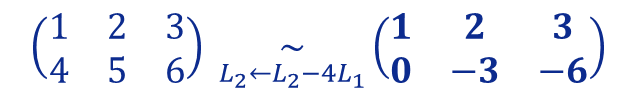 (1 2 3) ~ (1 2 3)
(4 5 6) L₂←L₂−4L₁ (0 −3 −6)